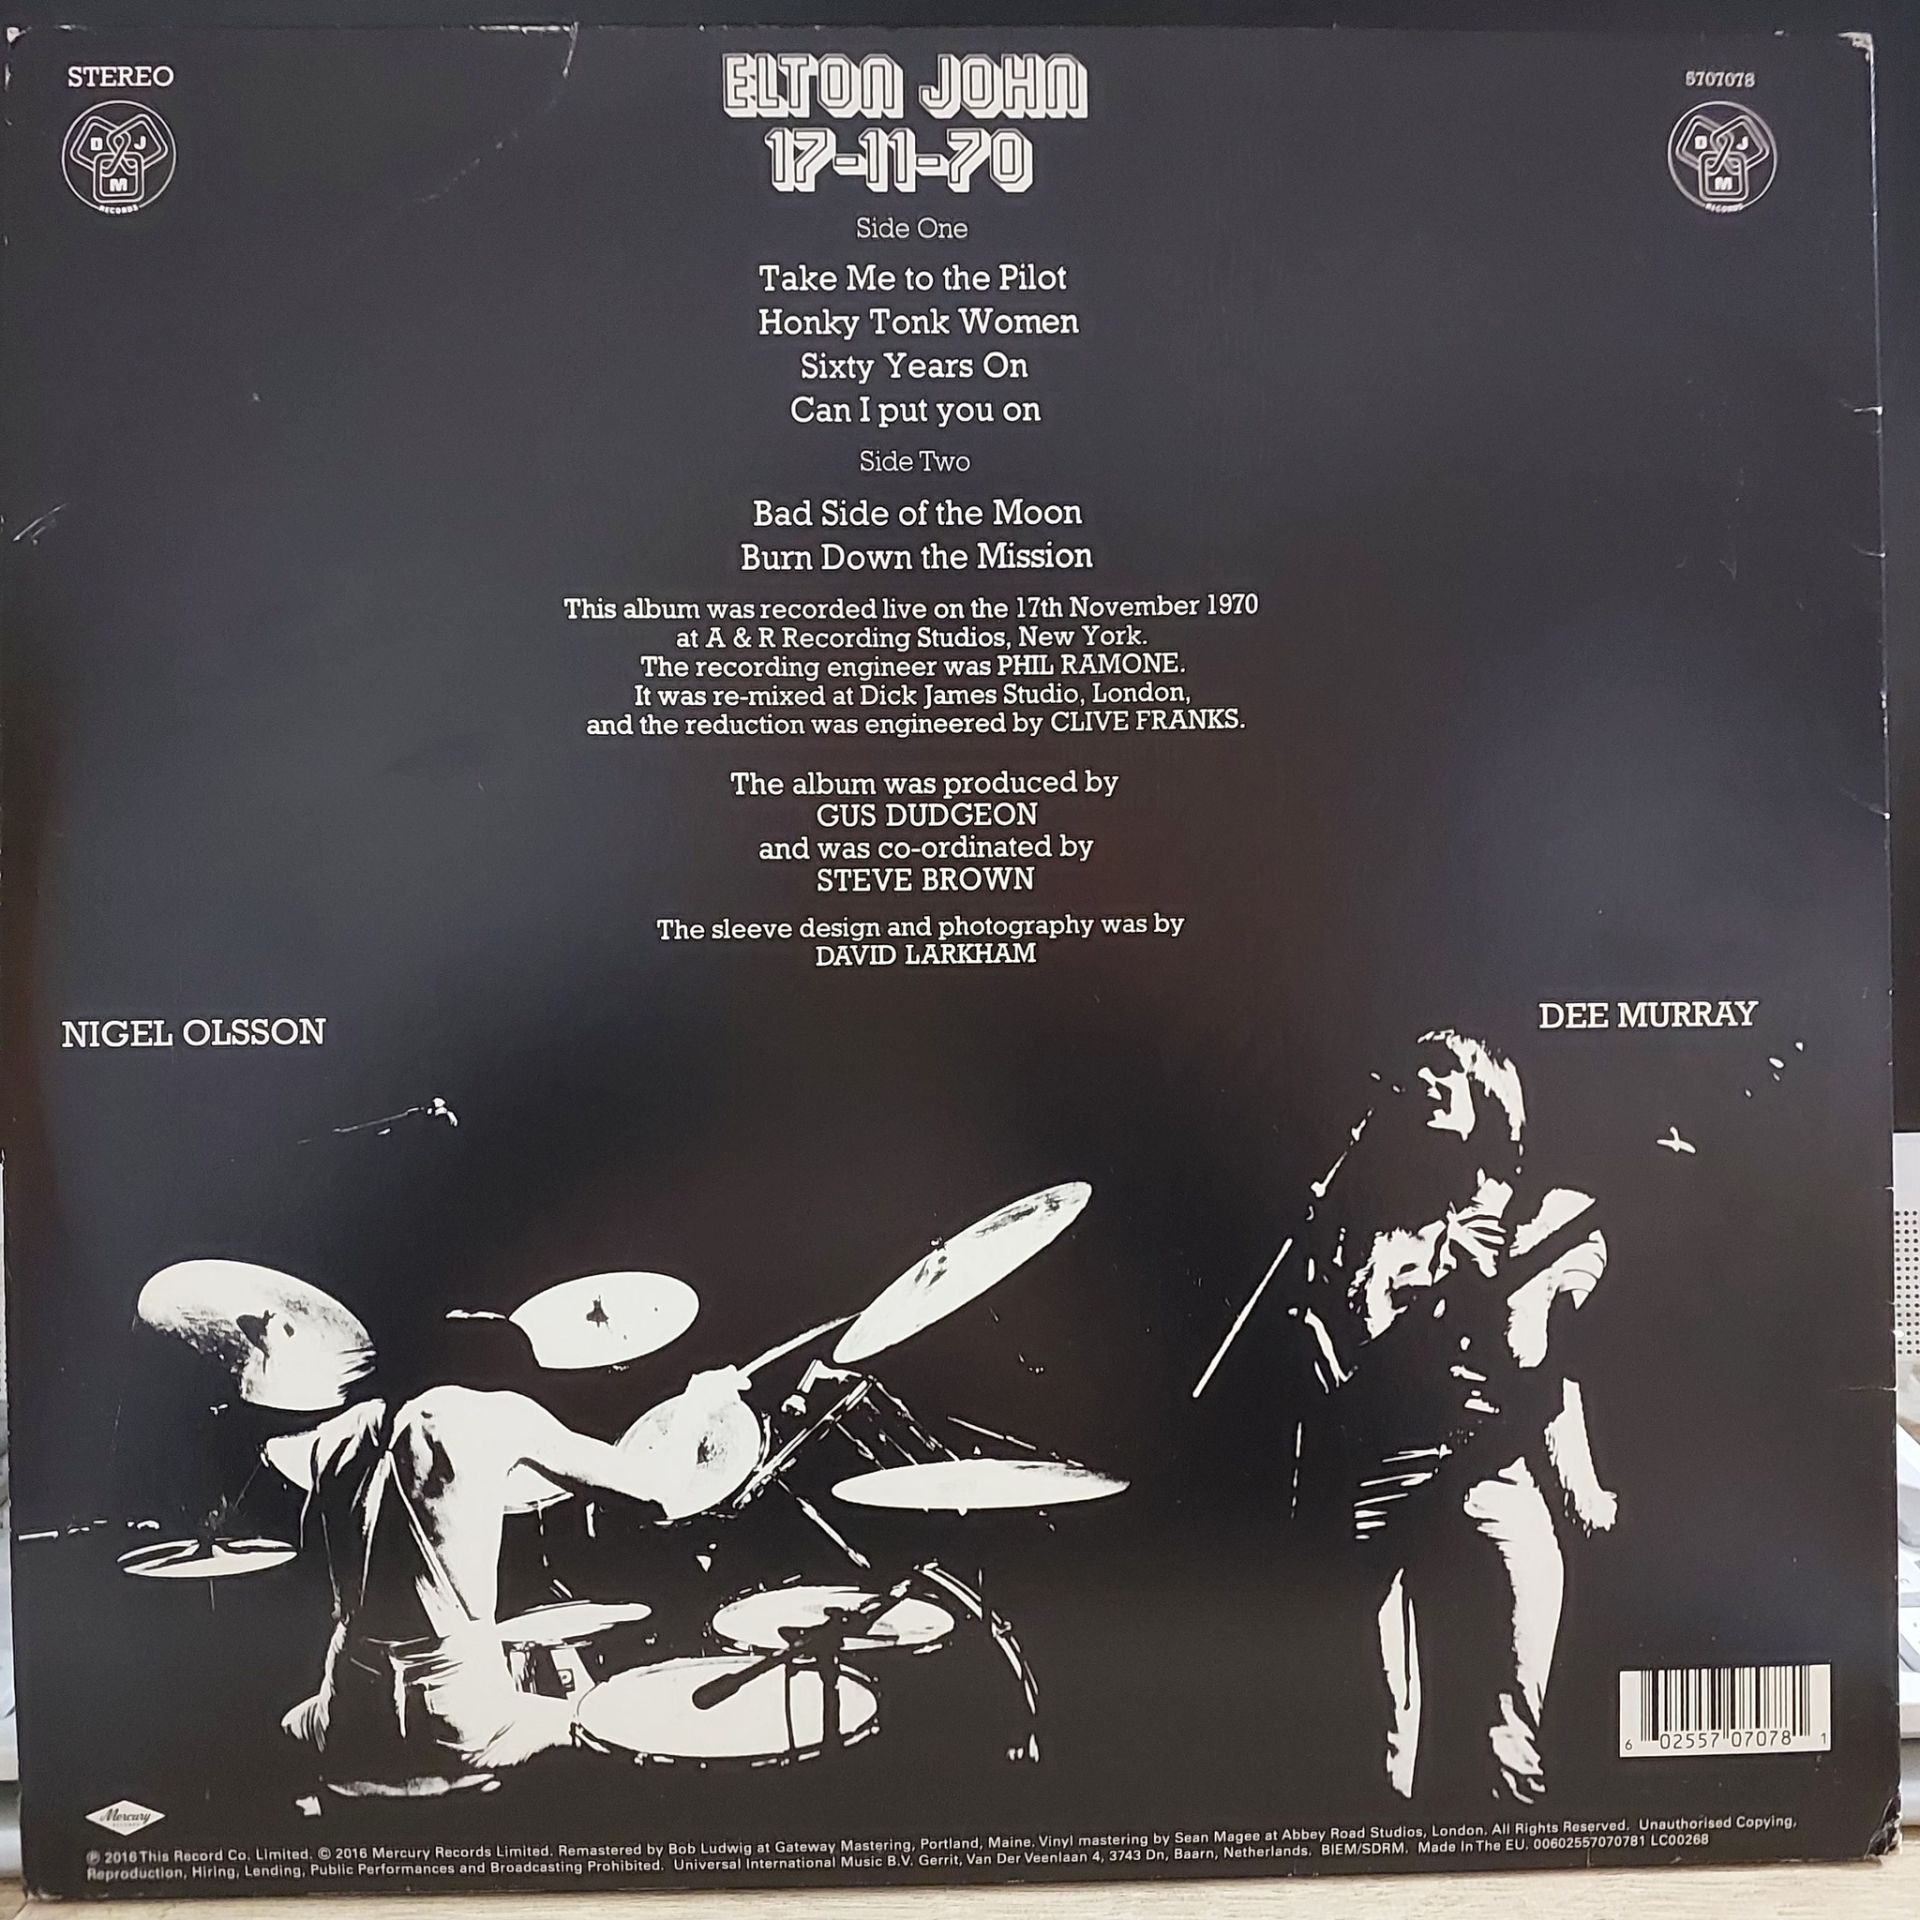 STEREO
D J
M
RECORDS
ELTON JOHN
17-11-70
5707078
D J
M
RECORDS
Side One
Take Me to the Pilot
Honky Tonk Women
Sixty Years On
Can I put you on
Side Two
Bad Side of the Moon
Burn Down the Mission
This album was recorded live on the 17th November 1970
at A & R Recording Studios, New York.
The recording engineer was PHIL RAMONE.
It was re-mixed at Dick James Studio, London,
and the reduction was engineered by CLIVE FRANKS.
The album was produced by
GUS DUDGEON
and was co-ordinated by
STEVE BROWN
The sleeve design and photography was by
DAVID LARKHAM
NIGEL OLSSON
DEE MURRAY
6 02557 07078 1
Mercury
RECORDS
℗ 2016 This Record Co. Limited. © 2016 Mercury Records Limited. Remastered by Bob Ludwig at Gateway Mastering, Portland, Maine. Vinyl mastering by Sean Magee at Abbey Road Studios, London. All Rights Reserved. Unauthorised Copying,
Reproduction, Hiring, Lending, Public Performances and Broadcasting Prohibited. Universal International Music B.V. Gerrit, Van Der Veenlaan 4, 3743 Dn, Baarn, Netherlands. BIEM/SDRM. Made In The EU. 00602557070781 LC00268